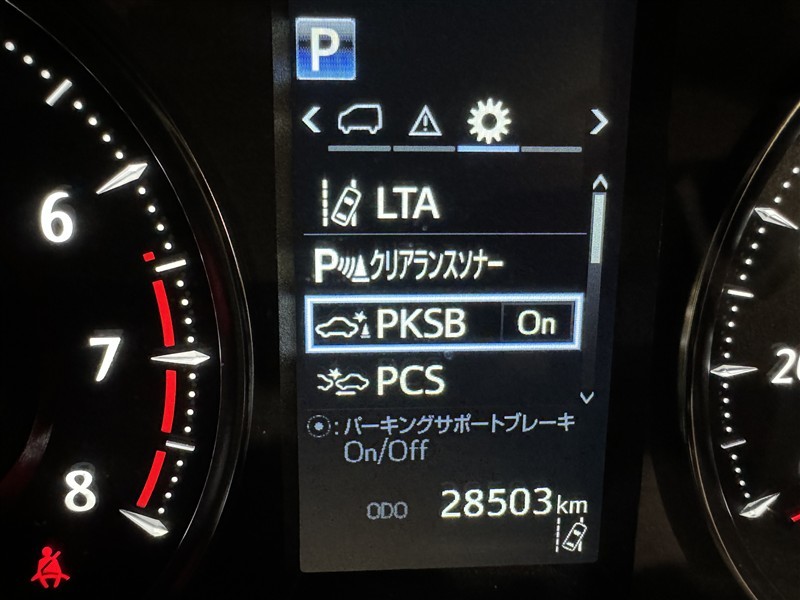 P
LTA
P クリアランスソナー
PKSB On
PCS
:パーキングサポートブレーキ
On/Off
ODO 28503 km
6
7
8